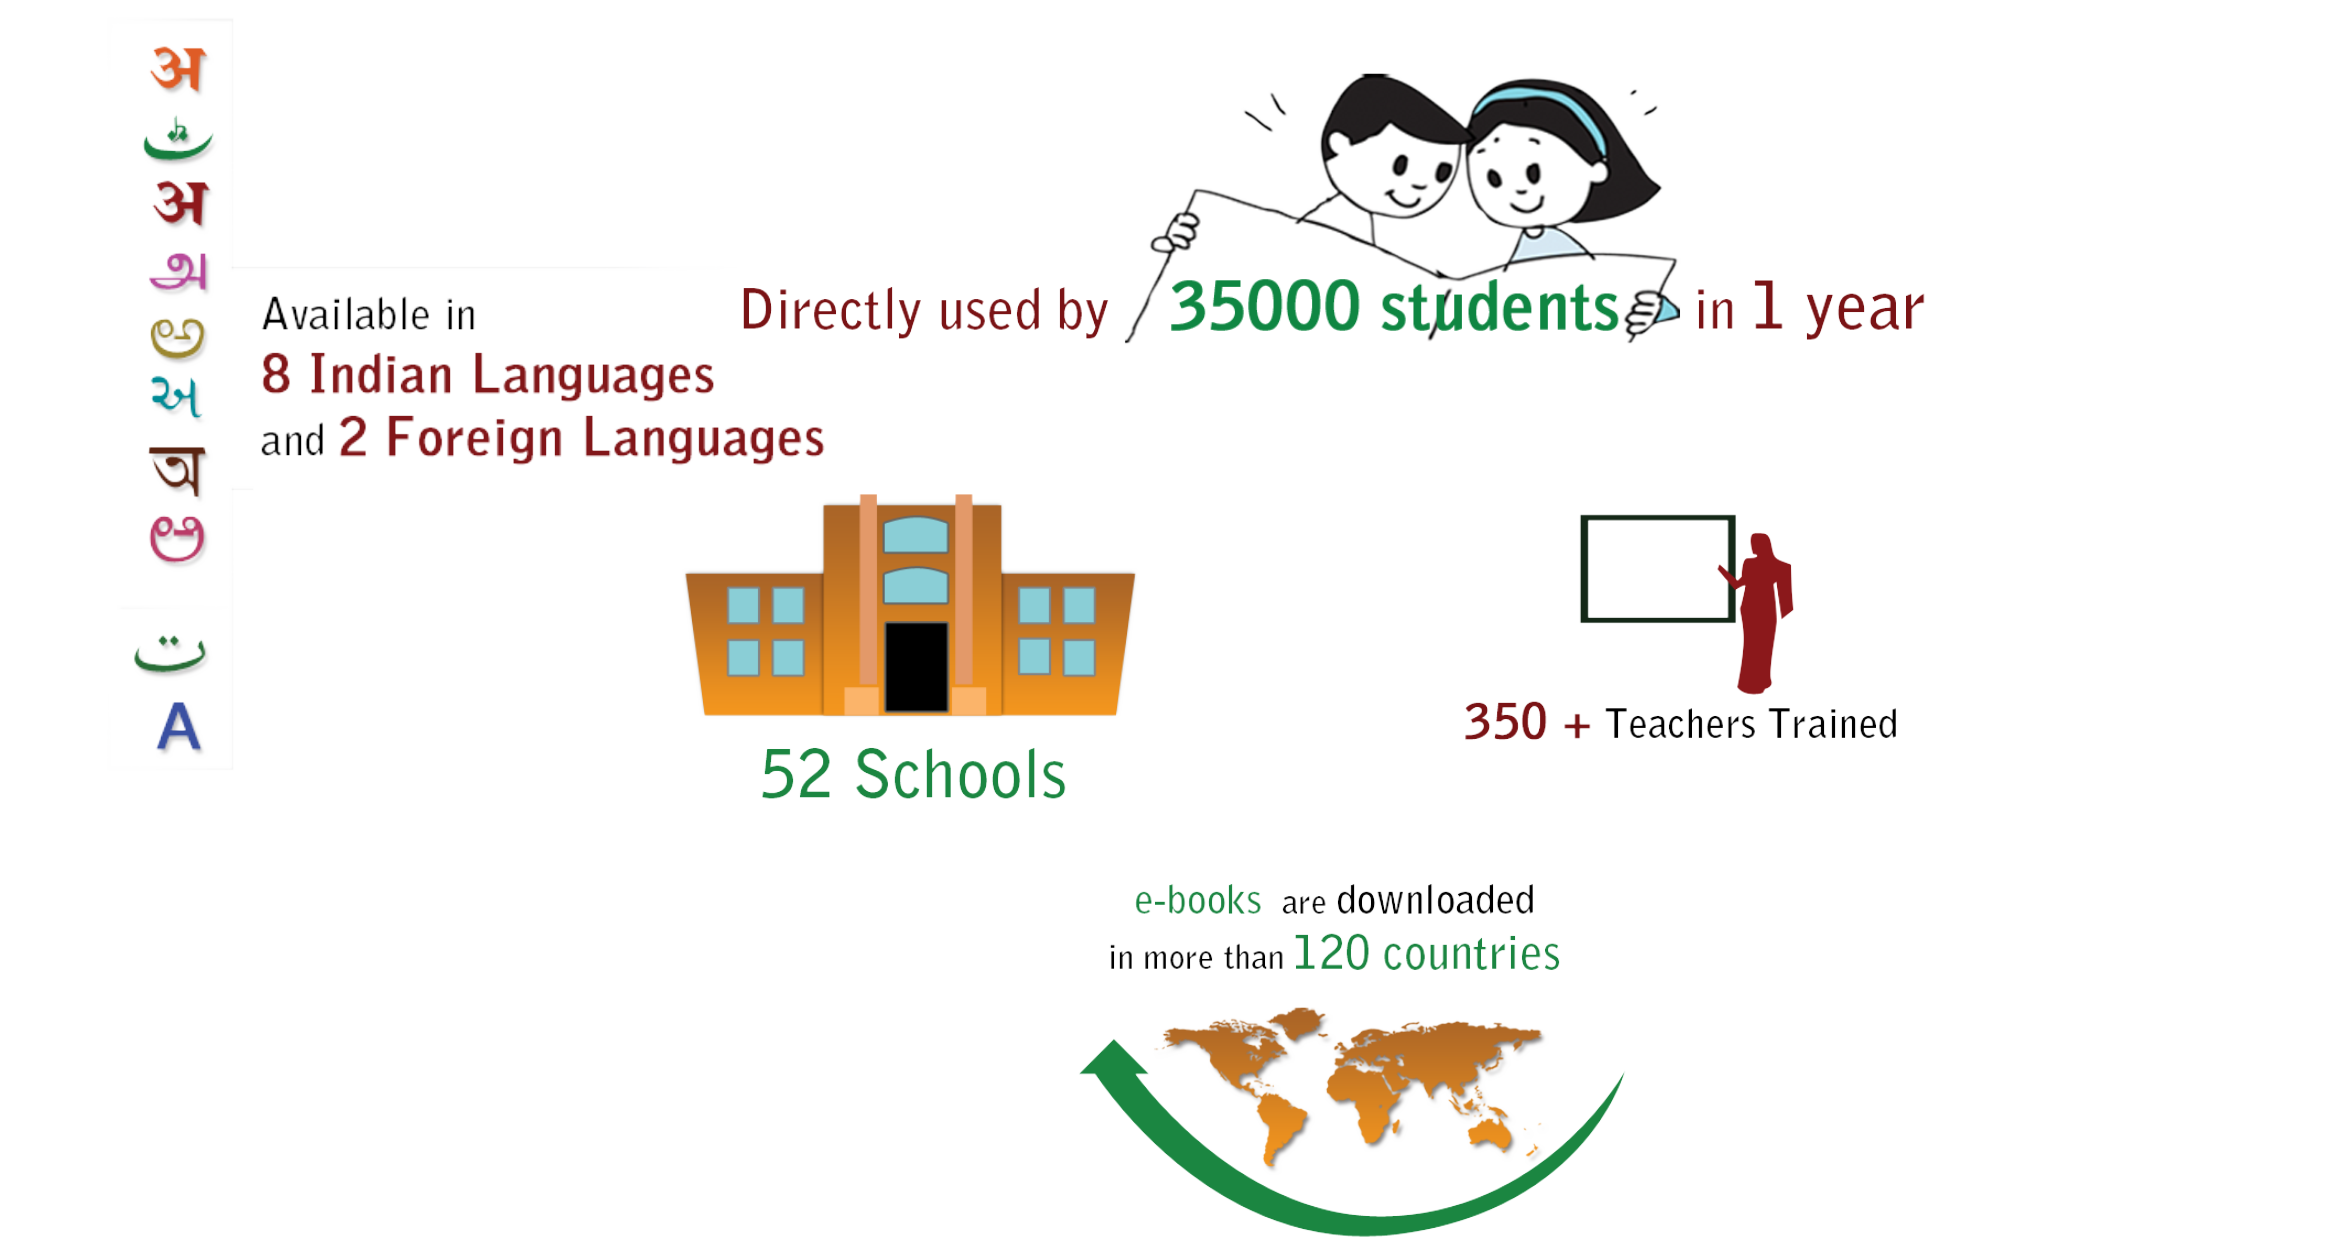 अ
ٹ
अ
அ
అ
અ
অ
ಅ
ت
A
Available in
8 Indian Languages
and 2 Foreign Languages
Directly used by 35000 students in 1 year
52 Schools
350 + Teachers Trained
e-books are downloaded
in more than 120 countries